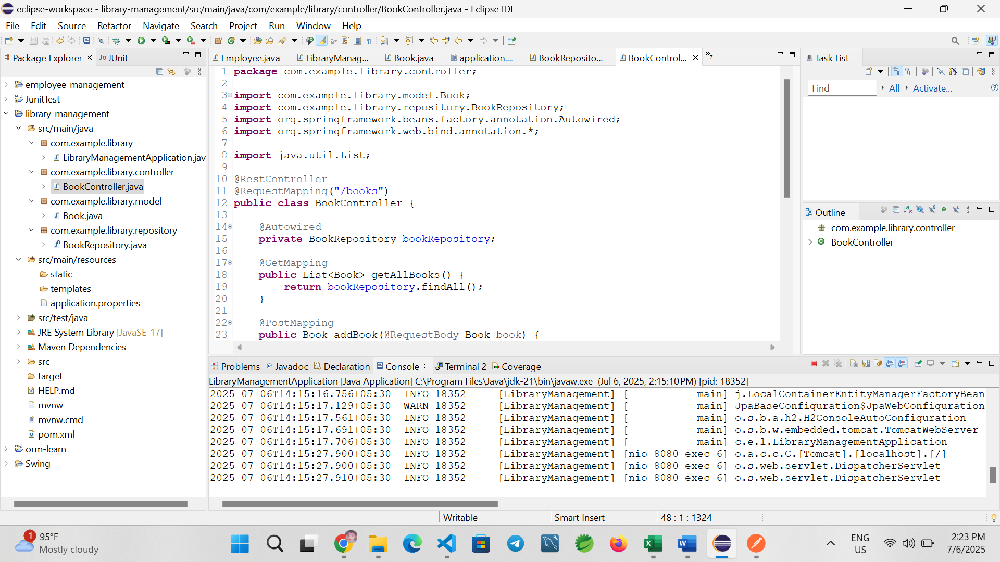 eclipse-workspace - library-management/src/main/java/com/example/library/controller/BookController.java - Eclipse IDE
File Edit Source Refactor Navigate Search Project Run Window Help
Package Explorer
JUnit
employee-management
JunitTest
library-management
src/main/java
com.example.library
LibraryManagementApplication.jav
com.example.library.controller
BookController.java
com.example.library.model
Book.java
com.example.library.repository
BookRepository.java
src/main/resources
static
templates
application.properties
src/test/java
JRE System Library [JavaSE-17]
Maven Dependencies
src
target
HELP.md
mvnw
mvnw.cmd
pom.xml
orm-learn
Swing
Employee.java LibraryManag... Book.java application.... BookReposito... BookControl... »7
1 package com.example.library.controller;
2
3 import com.example.library.model.Book;
4 import com.example.library.repository.BookRepository;
5 import org.springframework.beans.factory.annotation.Autowired;
6 import org.springframework.web.bind.annotation.*;
7
8 import java.util.List;
9
10 @RestController
11 @RequestMapping("/books")
12 public class BookController {
13
14 @Autowired
15 private BookRepository bookRepository;
16
17 @GetMapping
18 public List<Book> getAllBooks() {
19 return bookRepository.findAll();
20 }
21
22 @PostMapping
23 public Book addBook(@RequestBody Book book) {
Task List
Find All Activate...
Outline
com.example.library.controller
BookController
Problems @ Javadoc Declaration Console Terminal 2 Coverage
LibraryManagementApplication [Java Application] C:\Program Files\Java\jdk-21\bin\javaw.exe (Jul 6, 2025, 2:15:10 PM) [pid: 18352]
2025-07-06T14:15:16.756+05:30 INFO 18352 --- [LibraryManagement] [ main] j.LocalContainerEntityManagerFactoryBean
2025-07-06T14:15:17.129+05:30 WARN 18352 --- [LibraryManagement] [ main] JpaBaseConfiguration$JpaWebConfiguration
2025-07-06T14:15:17.561+05:30 INFO 18352 --- [LibraryManagement] [ main] o.s.b.a.h2.H2ConsoleAutoConfiguration
2025-07-06T14:15:17.691+05:30 INFO 18352 --- [LibraryManagement] [ main] o.s.b.w.embedded.tomcat.TomcatWebServer
2025-07-06T14:15:17.706+05:30 INFO 18352 --- [LibraryManagement] [ main] c.e.l.LibraryManagementApplication
2025-07-06T14:15:27.900+05:30 INFO 18352 --- [LibraryManagement] [nio-8080-exec-6] o.a.c.c.C.[Tomcat].[localhost].[/]
2025-07-06T14:15:27.900+05:30 INFO 18352 --- [LibraryManagement] [nio-8080-exec-6] o.s.web.servlet.DispatcherServlet
2025-07-06T14:15:27.910+05:30 INFO 18352 --- [LibraryManagement] [nio-8080-exec-6] o.s.web.servlet.DispatcherServlet
Writable Smart Insert 48 : 1 : 1324
1
95°F
Mostly cloudy
ENG
US
2:23 PM
7/6/2025